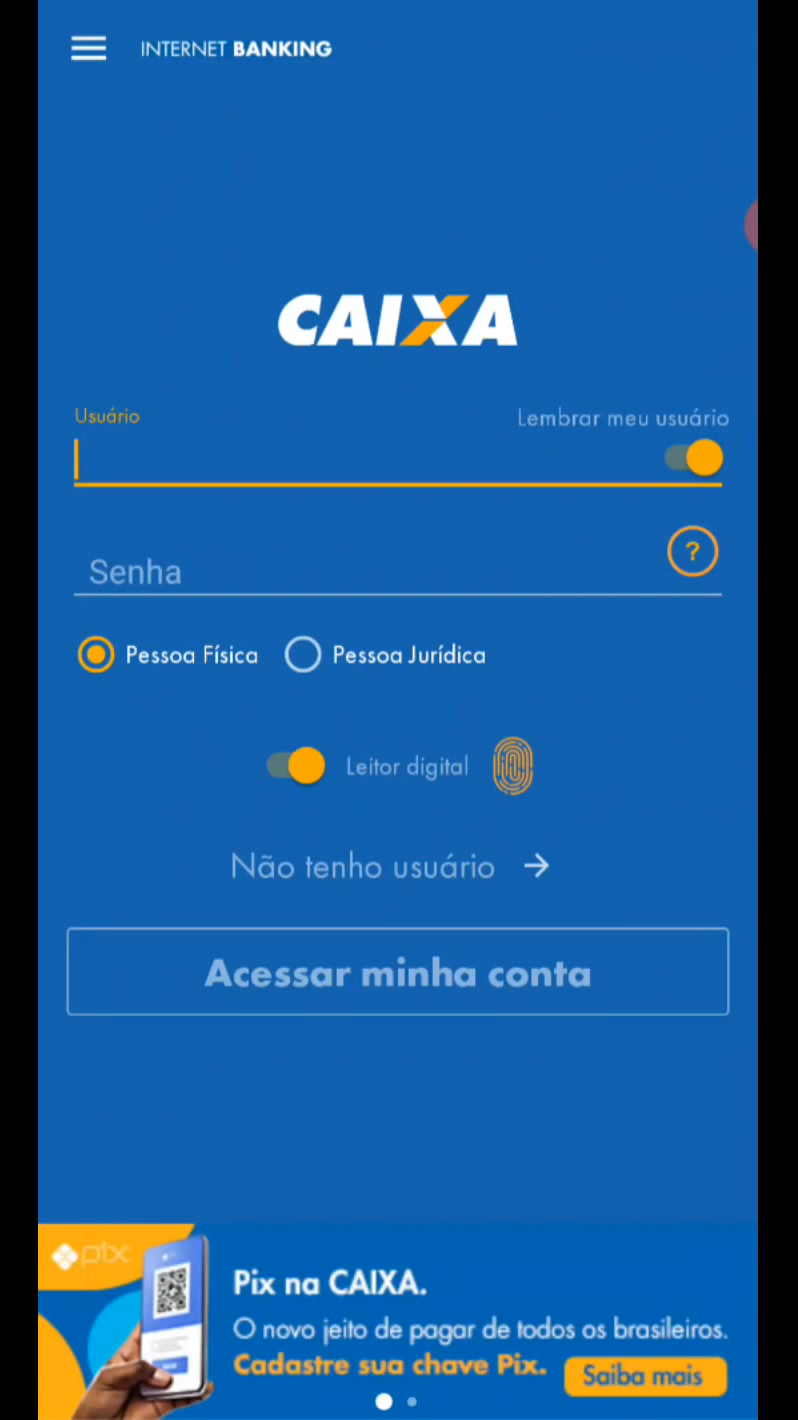 INTERNET BANKING
CAIXA
Usuário
Lembrar meu usuário
Senha
?
Pessoa Física
Pessoa Jurídica
Leitor digital
Não tenho usuário
Acessar minha conta
pix
Pix na CAIXA.
O novo jeito de pagar de todos os brasileiros.
Cadastre sua chave Pix.
Saiba mais